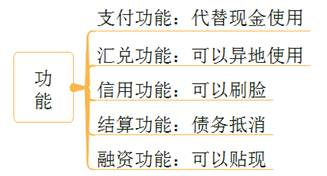 支付功能：代替现金使用
汇兑功能：可以异地使用
功能
信用功能：可以刷脸
结算功能：债务抵消
融资功能：可以贴现